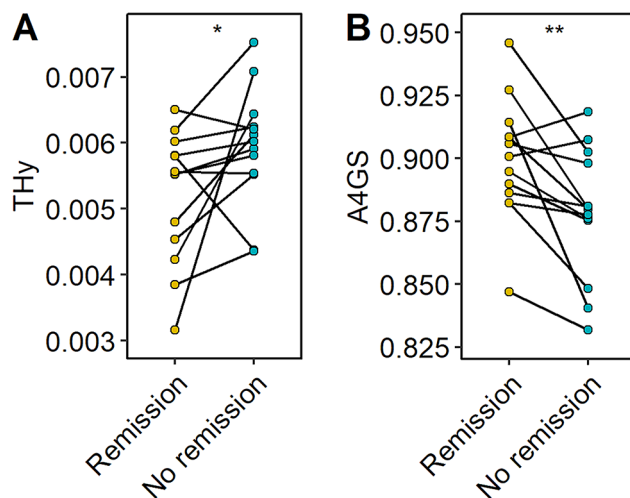 A
*
THy
0.007
0.006
0.005
0.004
0.003
Remission
No remission
B
**
A4GS
0.950
0.925
0.900
0.875
0.850
0.825
Remission
No remission